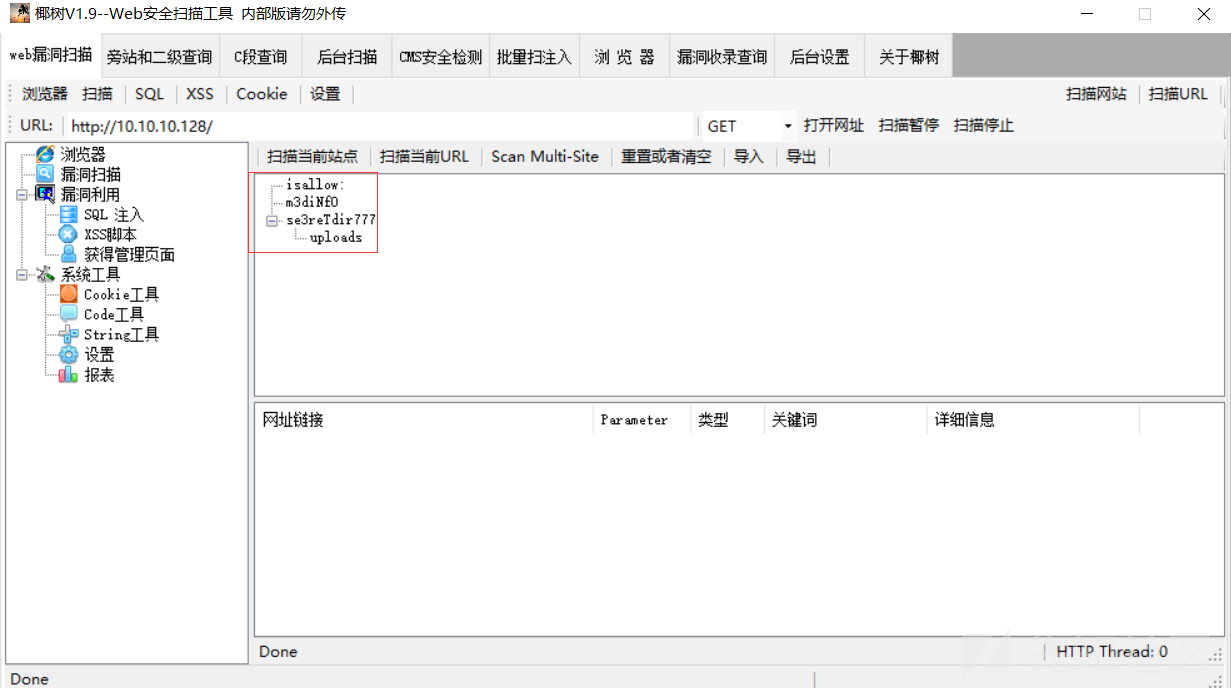 椰树V1.9--Web安全扫描工具 内部版请勿外传
web漏洞扫描 旁站和二级查询 C段查询 后台扫描 CMS安全检测 批量扫注入 浏 览 器 漏洞收录查询 后台设置 关于椰树
浏览器 扫描 SQL XSS Cookie 设置 扫描网站 扫描URL
URL: http://10.10.10.128/ GET 打开网址 扫描暂停 扫描停止
浏览器
漏洞扫描
漏洞利用
SQL 注入
XSS脚本
获得管理页面
系统工具
Cookie工具
Code工具
String工具
设置
报表
扫描当前站点 扫描当前URL Scan Multi-Site 重置或者清空 导入 导出
isallow:
m3diNf0
se3reTdir777
uploads
网址链接 Parameter 类型 关键词 详细信息
Done HTTP Thread: 0
Done